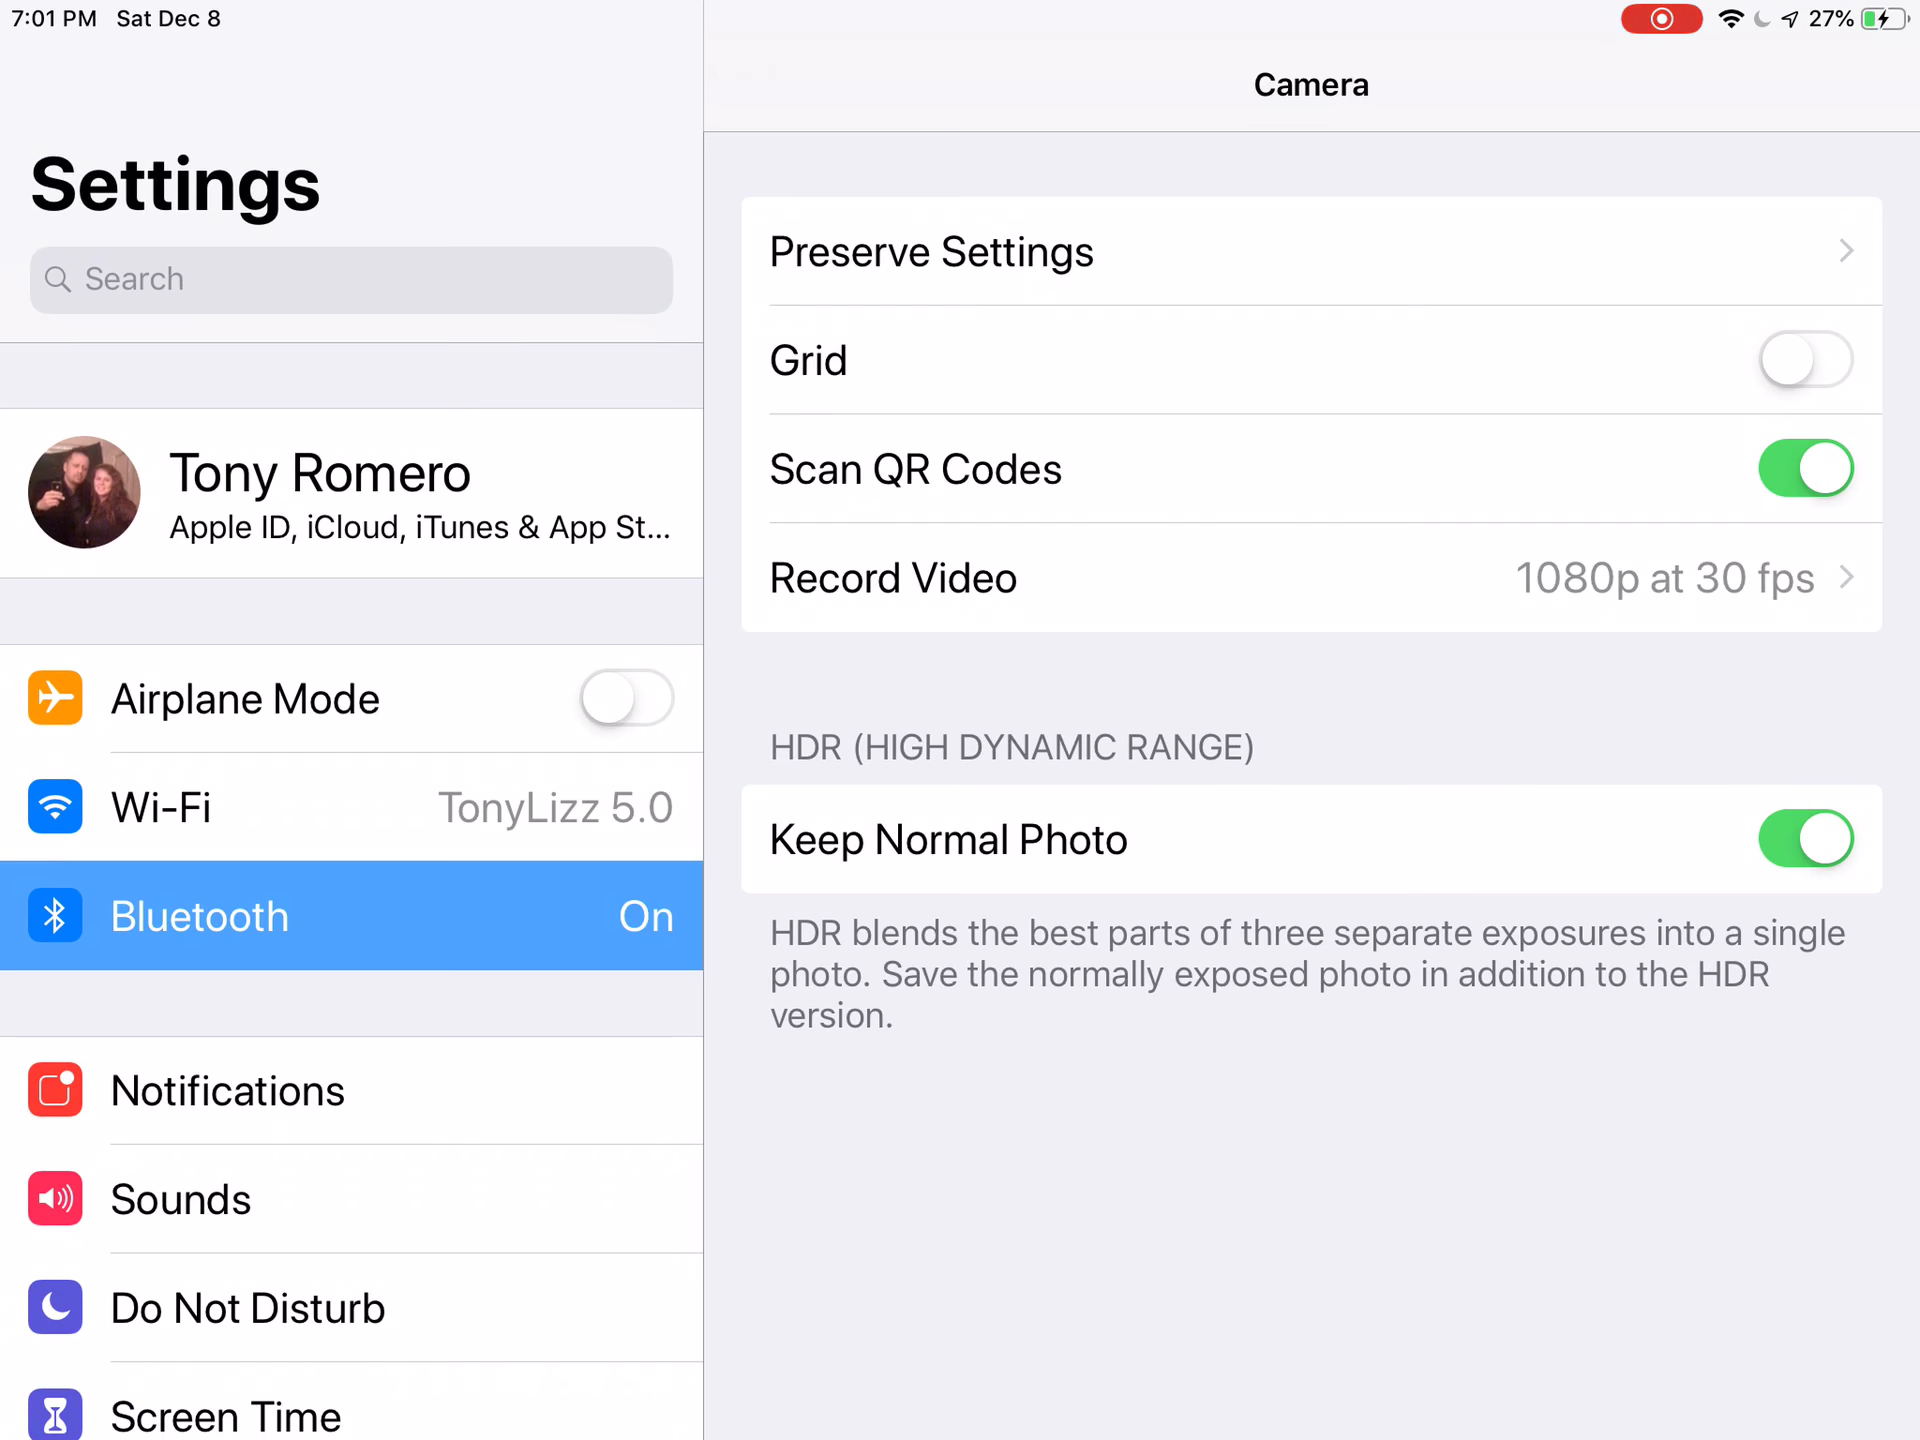 7:01 PM Sat Dec 8
27%
Settings
Search
Tony Romero
Apple ID, iCloud, iTunes & App St...
Airplane Mode
Wi-Fi TonyLizz 5.0
Bluetooth On
Notifications
Sounds
Do Not Disturb
Screen Time
Camera
Preserve Settings
Grid
Scan QR Codes
Record Video 1080p at 30 fps
HDR (HIGH DYNAMIC RANGE)
Keep Normal Photo
HDR blends the best parts of three separate exposures into a single
photo. Save the normally exposed photo in addition to the HDR
version.